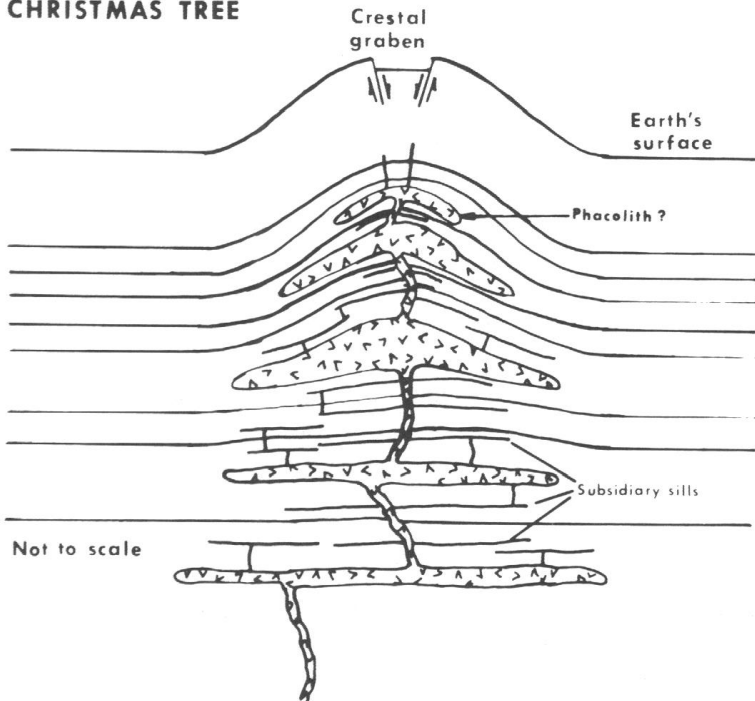 CHRISTMAS TREE
Crestal
graben
Earth's
surface
Phacolith ?
Subsidiary sills
Not to scale